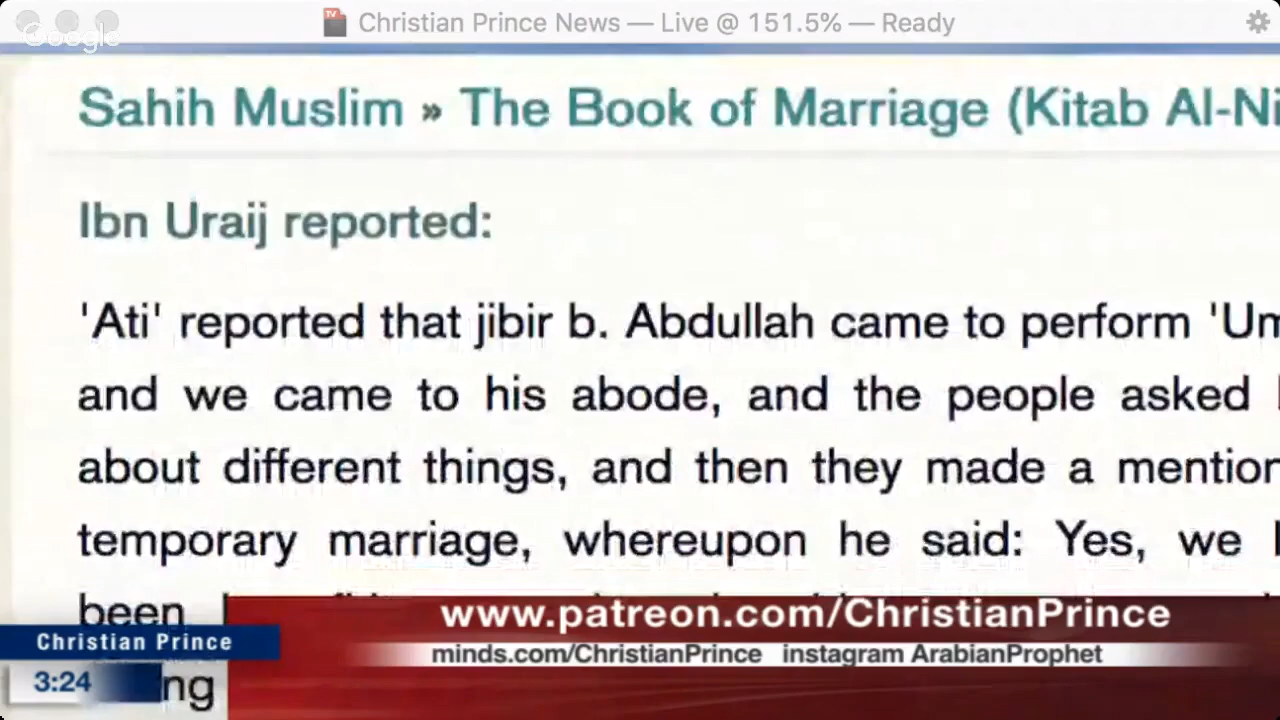 Google
TV
Christian Prince News — Live @ 151.5% — Ready
Sahih Muslim » The Book of Marriage (Kitab Al-Ni
Ibn Uraij reported:
'Ati' reported that jibir b. Abdullah came to perform 'Um
and we came to his abode, and the people asked
about different things, and then they made a mention
temporary marriage, whereupon he said: Yes, we
been
www.patreon.com/ChristianPrince
Christian Prince
minds.com/ChristianPrince instagram ArabianProphet
3:24
ng